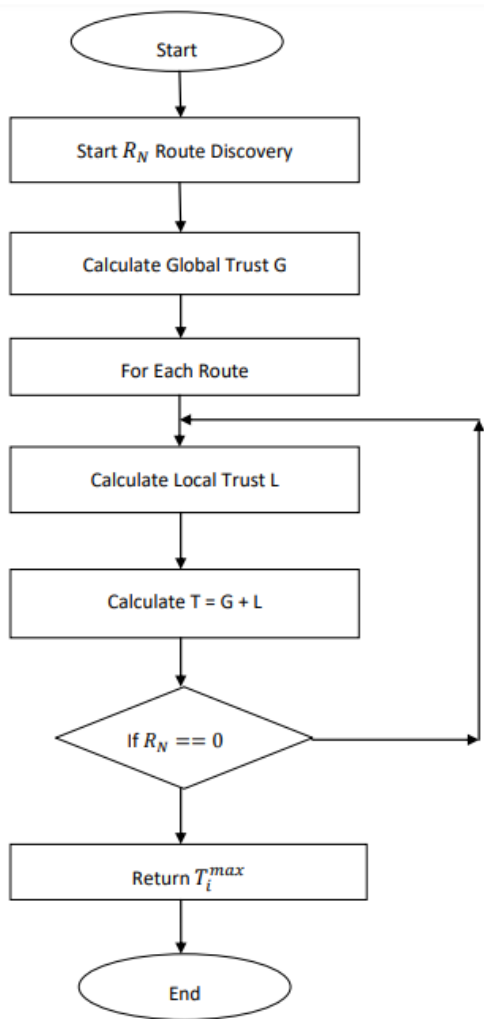 Start
Start $R_N$ Route Discovery
Calculate Global Trust G
For Each Route
Calculate Local Trust L
Calculate T = G + L
If $R_N == 0$
Return $T_i^{max}$
End